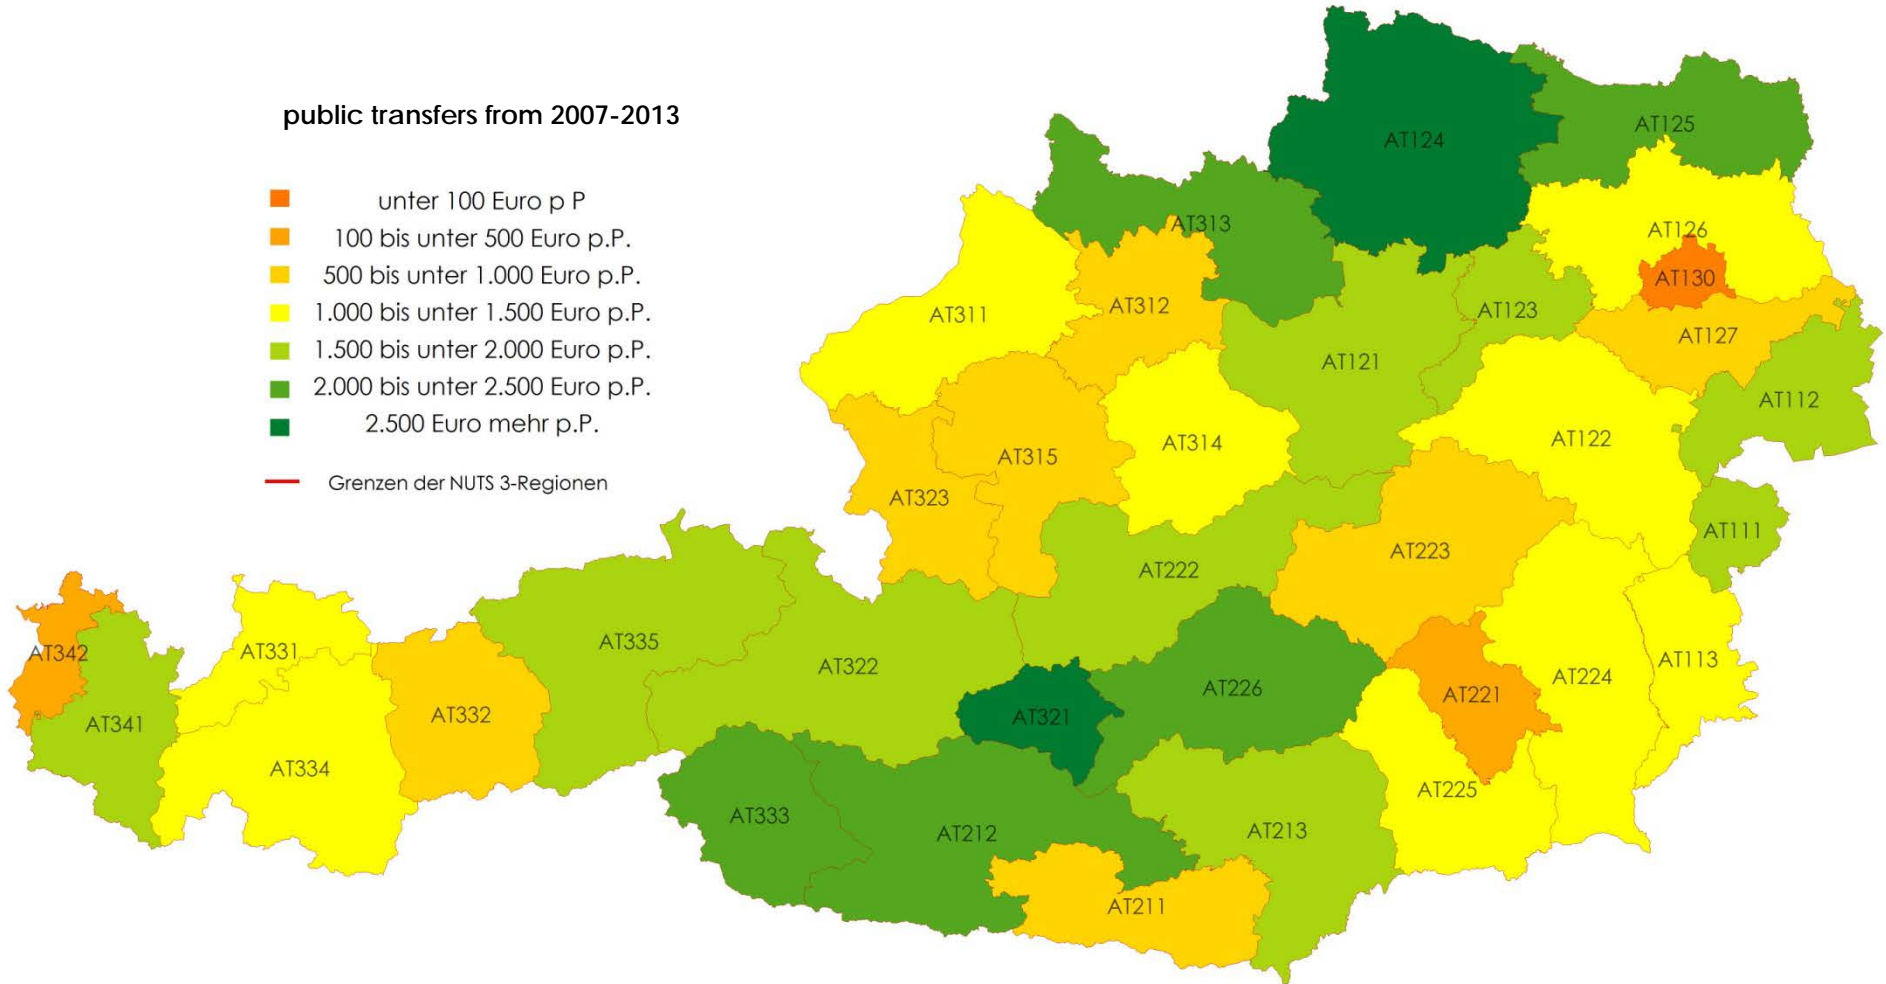 public transfers from 2007-2013
unter 100 Euro p P
100 bis unter 500 Euro p.P.
500 bis unter 1.000 Euro p.P.
1.000 bis unter 1.500 Euro p.P.
1.500 bis unter 2.000 Euro p.P.
2.000 bis unter 2.500 Euro p.P.
2.500 Euro mehr p.P.
Grenzen der NUTS 3-Regionen
AT124
AT125
AT313
AT126
AT130
AT312
AT311
AT123
AT127
AT121
AT112
AT122
AT314
AT315
AT323
AT111
AT223
AT222
AT335
AT342
AT331
AT322
AT113
AT224
AT226
AT221
AT332
AT321
AT341
AT334
AT225
AT333
AT212
AT213
AT211